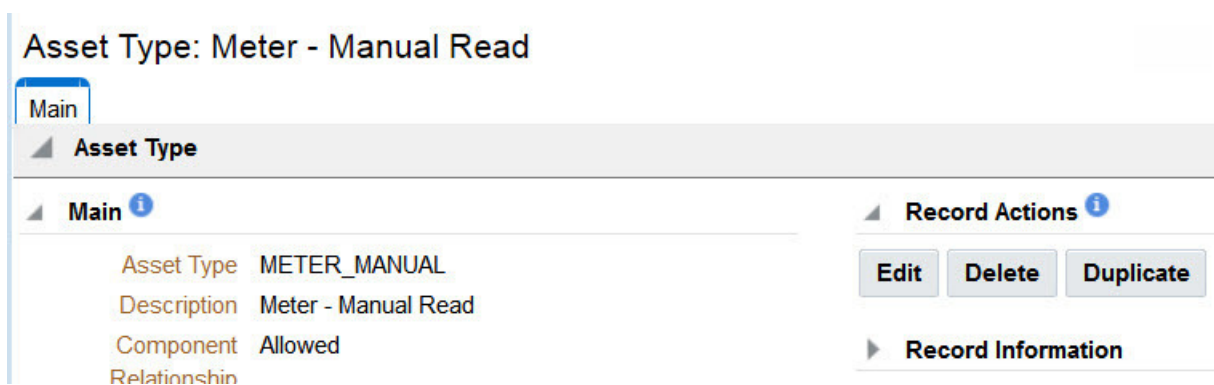 Asset Type: Meter - Manual Read
Main
Asset Type
Main
Asset Type METER_MANUAL
Description Meter - Manual Read
Component Allowed
Relationship
Record Actions
Edit Delete Duplicate
Record Information